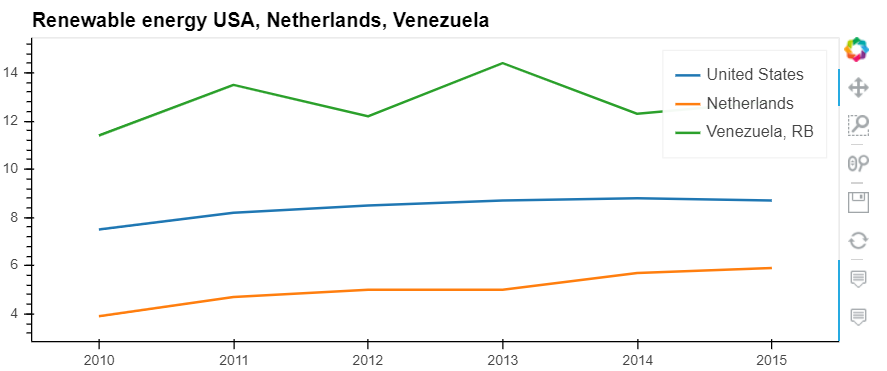 Renewable energy USA, Netherlands, Venezuela
14
12
10
8
6
4
United States
Netherlands
Venezuela, RB
2010 2011 2012 2013 2014 2015